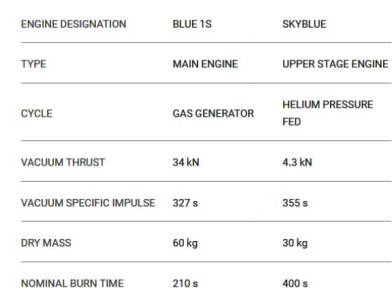 ENGINE DESIGNATION BLUE 1S SKYBLUE
TYPE MAIN ENGINE UPPER STAGE ENGINE
CYCLE GAS GENERATOR HELIUM PRESSURE
FED
VACUUM THRUST 34 kN 4.3 kN
VACUUM SPECIFIC IMPULSE 327 s 355 s
DRY MASS 60 kg 30 kg
NOMINAL BURN TIME 210 s 400 s